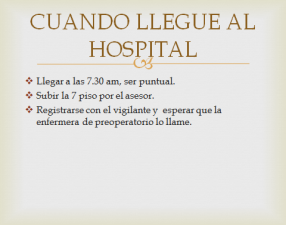 CUANDO LLEGUE AL
HOSPITAL
Llegar a las 7.30 am, ser puntual.
Subir la 7 piso por el asesor.
Registrarse con el vigilante y esperar que la
enfermera de preoperatorio lo llame.